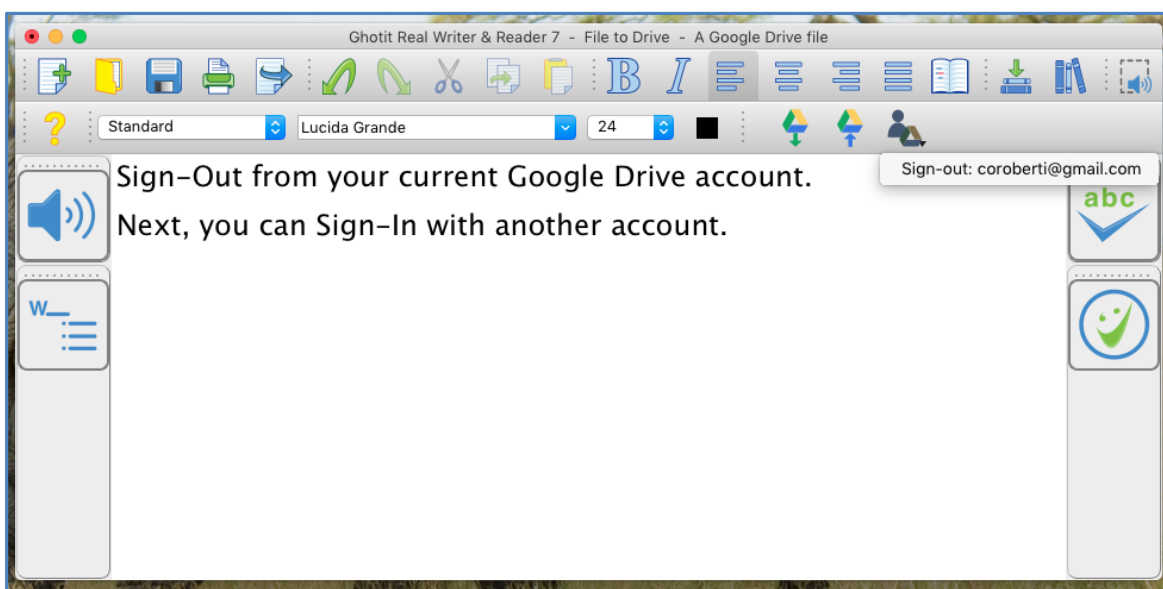 Ghotit Real Writer & Reader 7 - File to Drive - A Google Drive file
B I
? Standard Lucida Grande 24
Sign-out: coroberti@gmail.com
Sign-Out from your current Google Drive account.
abc
Next, you can Sign-In with another account.
W